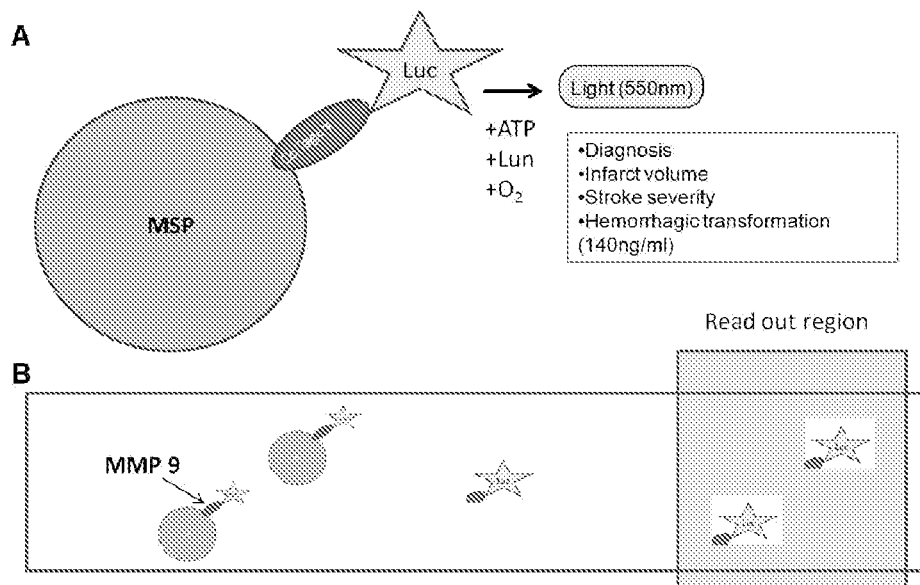 A
Luc
Light (550nm)
+ATP
+Lun
+O₂
•Diagnosis
•Infarct volume
•Stroke severity
•Hemorrhagic transformation
(140ng/ml)
MSP
Read out region
B
MMP 9